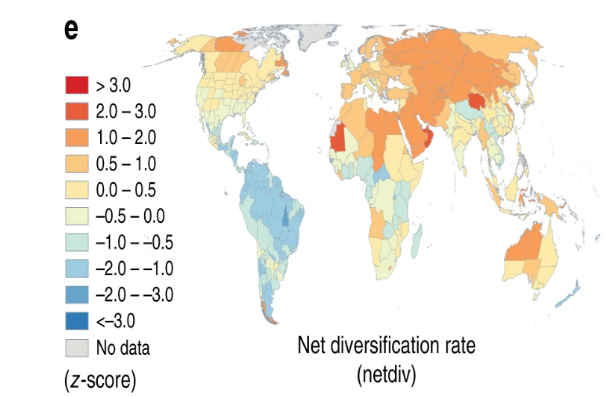 e
> 3.0
2.0 – 3.0
1.0 – 2.0
0.5 – 1.0
0.0 – 0.5
–0.5 – 0.0
–1.0 – –0.5
–2.0 – –1.0
–2.0 – –3.0
<–3.0
No data
(z-score)
Net diversification rate
(netdiv)